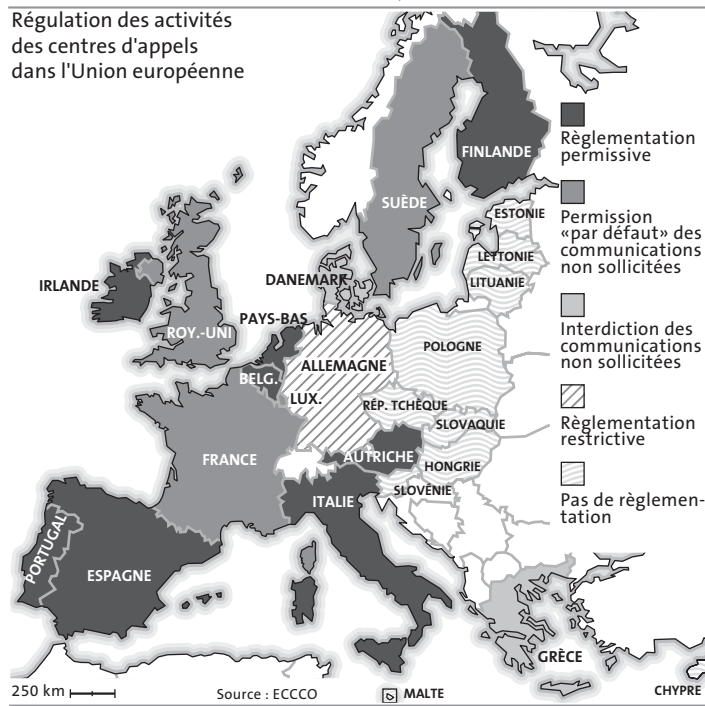 Régulation des activités
des centres d'appels
dans l'Union européenne
FINLANDE
SUÈDE
ESTONIE
LETTONIE
LITUANIE
DANEMARK
IRLANDE
ROY.-UNI
PAYS-BAS
BELG.
LUX.
ALLEMAGNE
POLOGNE
RÉP. TCHÈQUE
SLOVAQUIE
AUTRICHE
HONGRIE
SLOVÉNIE
FRANCE
ITALIE
PORTUGAL
ESPAGNE
GRÈCE
MALTE
CHYPRE
Règlementation
permissive
Permission
«par défaut» des
communications
non sollicitées
Interdiction des
communications
non sollicitées
Règlementation
restrictive
Pas de règlemen-
tation
250 km
Source : ECCCO